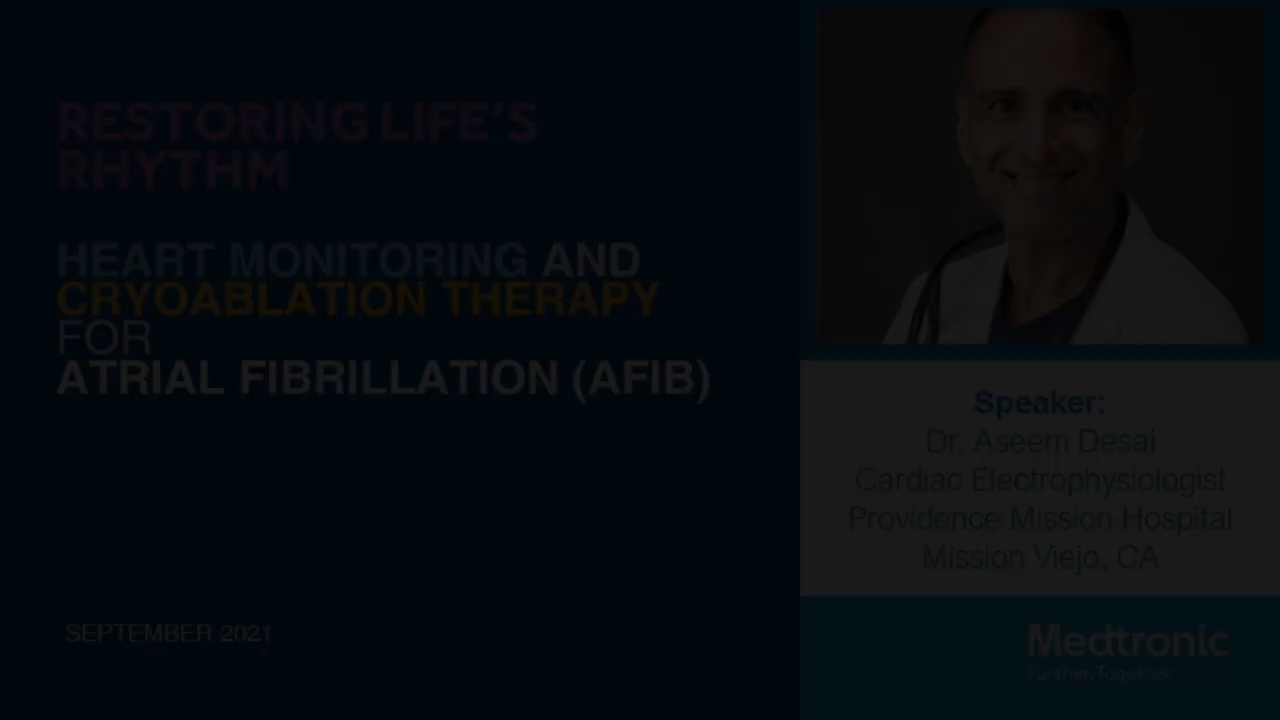 RESTORING LIFE'S
RHYTHM
HEART MONITORING AND
CRYOABLATION THERAPY
FOR
ATRIAL FIBRILLATION (AFIB)
SEPTEMBER 2021
Speaker:
Dr. Aseem Desai
Cardiac Electrophysiologist
Providence Mission Hospital
Mission Viejo, CA
Medtronic
Further, Together